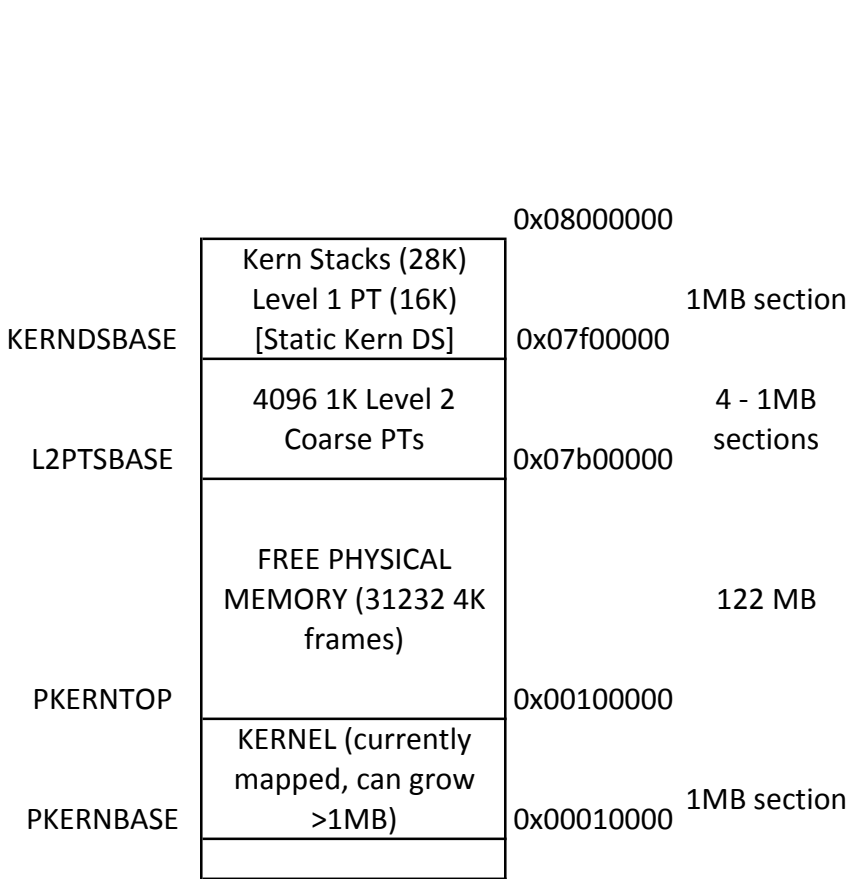 0x08000000
Kern Stacks (28K)
Level 1 PT (16K)
1MB section
KERNDSBASE
[Static Kern DS]
0x07f00000
4096 1K Level 2
4 - 1MB
Coarse PTs
sections
L2PTSBASE
0x07b00000
FREE PHYSICAL
MEMORY (31232 4K
122 MB
frames)
PKERNTOP
0x00100000
KERNEL (currently
mapped, can grow
1MB section
PKERNBASE
>1MB)
0x00010000